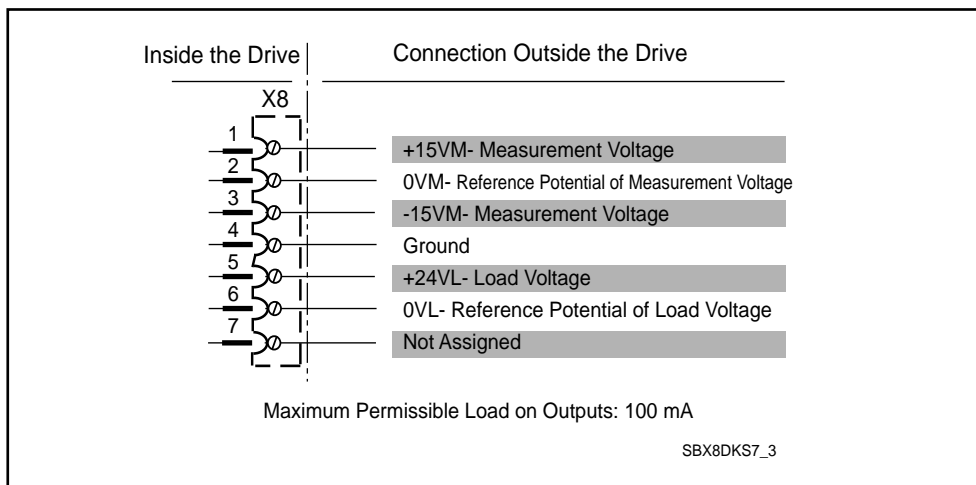 Inside the Drive
Connection Outside the Drive
X8
1
+15VM- Measurement Voltage
2
0VM- Reference Potential of Measurement Voltage
3
-15VM- Measurement Voltage
4
Ground
5
+24VL- Load Voltage
6
0VL- Reference Potential of Load Voltage
7
Not Assigned
Maximum Permissible Load on Outputs: 100 mA
SBX8DKS7_3